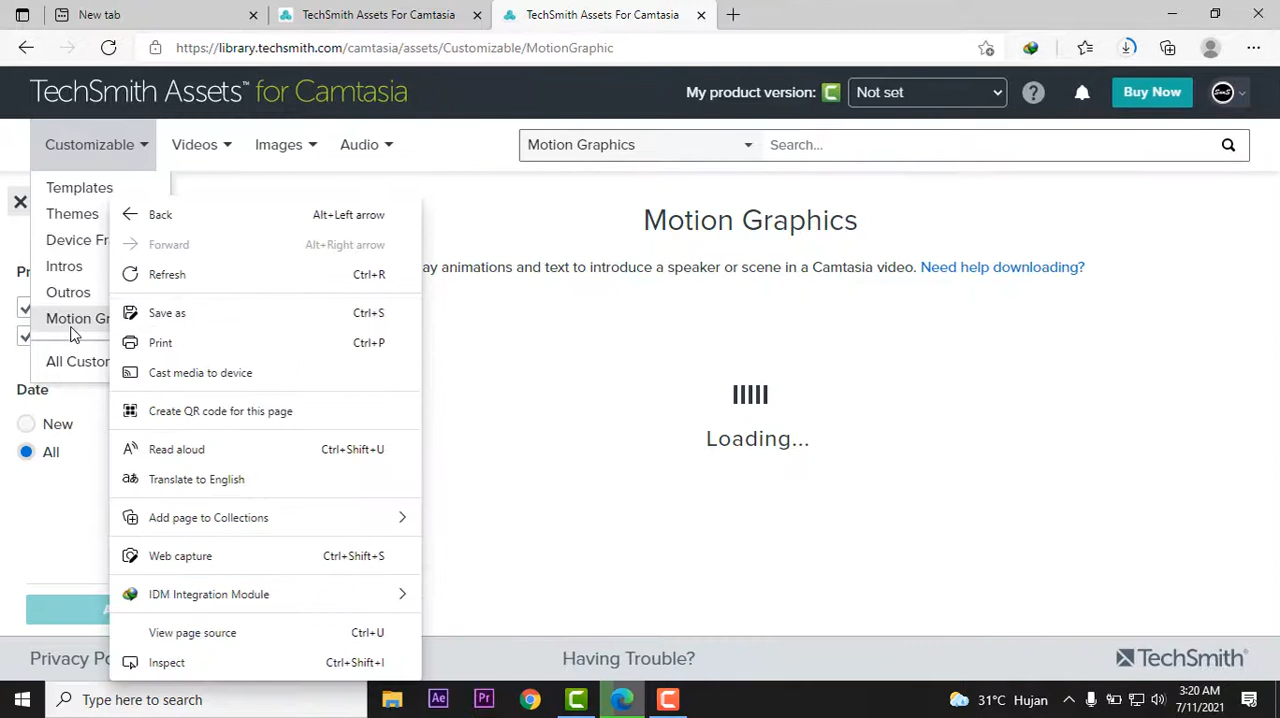 New tab
TechSmith Assets For Camtasia
TechSmith Assets For Camtasia
https://library.techsmith.com/camtasia/assets/Customizable/MotionGraphic
TechSmith Assets™ for Camtasia
My product version:
Not set
Buy Now
Customizable
Videos
Images
Audio
Motion Graphics
Search...
Templates
Themes
Device Fr
Intros
Outros
Motion Gr
All Custor
Back Alt+Left arrow
Forward Alt+Right arrow
Refresh Ctrl+R
Save as Ctrl+S
Print Ctrl+P
Cast media to device
Create QR code for this page
Read aloud Ctrl+Shift+U
Translate to English
Add page to Collections
Web capture Ctrl+Shift+S
IDM Integration Module
View page source Ctrl+U
Inspect Ctrl+Shift+I
Motion Graphics
ay animations and text to introduce a speaker or scene in a Camtasia video. Need help downloading?
Loading...
Pr
Date
New
All
Privacy Po
Having Trouble?
TechSmith
Type here to search
Ae
Pr
31°C Hujan
3:20 AM
7/11/2021